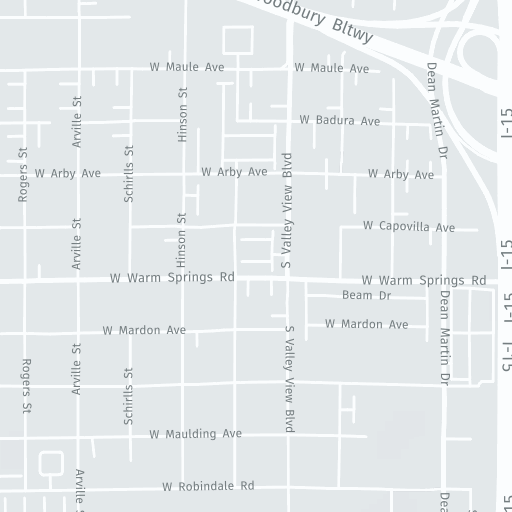 Woodbury Bltwy
W Maule Ave
W Maule Ave
Dean Martin Dr
I-15
Arville St
Hinson St
W Badura Ave
Rogers St
Schirlls St
W Arby Ave
W Arby Ave
W Arby Ave
S Valley View Blvd
Arville St
Hinson St
W Capovilla Ave
I-15
W Warm Springs Rd
W Warm Springs Rd
Beam Dr
I-15
W Mardon Ave
W Mardon Ave
Dean Martin Dr
S Valley View Blvd
I-15
Rogers St
Arville St
Schirlls St
W Maulding Ave
Arville S
W Robindale Rd
Dea
S
15